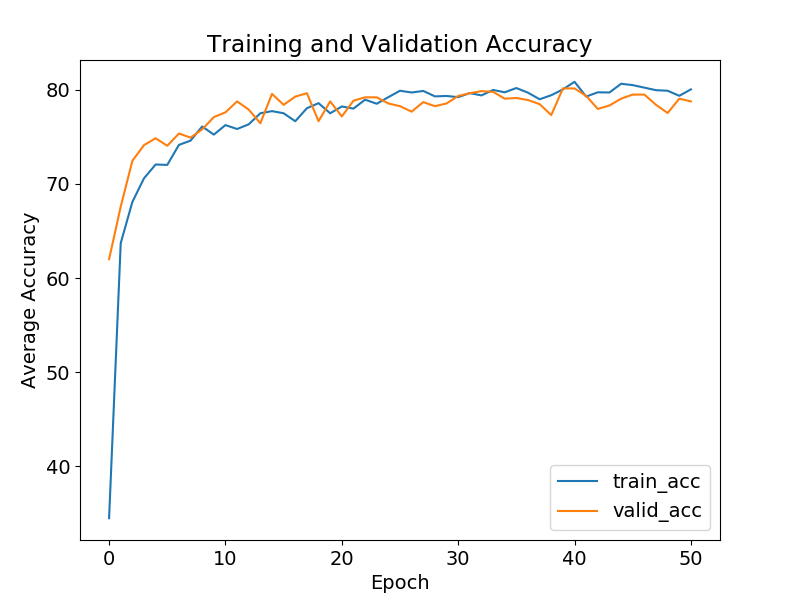 Training and Validation Accuracy
80
70
60
50
40
Average Accuracy
train_acc
valid_acc
0 10 20 30 40 50
Epoch